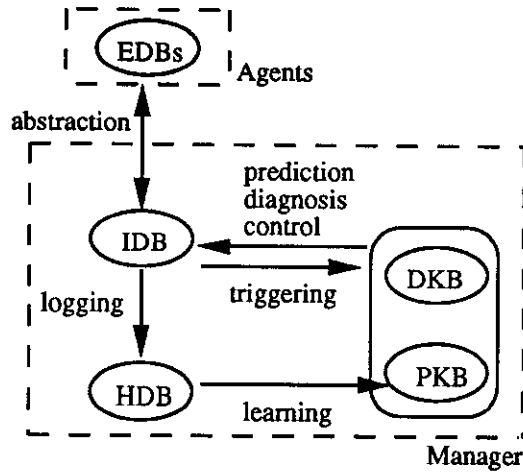 EDBs
Agents
abstraction
prediction
diagnosis
control
IDB
DKB
triggering
logging
HDB
PKB
learning
Manager